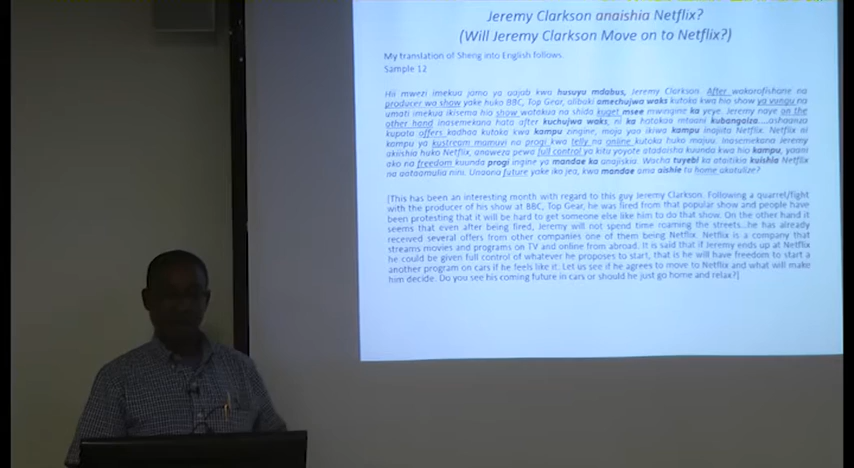 Jeremy Clarkson anaishia Netflix?
(Will Jeremy Clarkson Move on to Netflix?)
My translation of Sheng into English follows.
Sample 12
Hii mwezi imekua jamo ya aajab kwa husuyu mdabus, Jeremy Clarkson. After wakorofishane na
producer wa show yake huko BBC, Top Gear, alibaki amechujwa waks kutoka kwa hio show ya vungu na
umati imekua ikisema hio show watakua na shida kuget msee mwingine ka yeye. Jeremy naye on the
other hand inasemekana hata after kuchujwa waks, ni ka hatakaa mtaani kubangaiza....ashaanza
kupata offers kadhaa kutoka kwa kampu zingine, moja yao ikiwa kampu inajiita Netflix. Netflix ni
kampu ya kustream mamuvi na progi kwa telly na online kutoka huko majuu. Inasemekana Jeremy
akiishia huko Netflix, anaweza pewa full control ya kitu yoyote atadaisha kuunda kwa hio kampu, yaani
ako na freedom kuunda progi ingine ya mandae ka anajiskia. Wacha tuyebi ka ataitikia kuishia Netflix
na aataamulia nini. Unaona future yake iko jea, kwa mandae ama aishie tu home akatulize?
[This has been an interesting month with regard to this guy Jeremy Clarkson. Following a quarrel/fight
with the producer of his show at BBC, Top Gear, he was fired from that popular show and people have
been protesting that it will be hard to get someone else like him to do that show. On the other hand it
seems that even after being fired, Jeremy will not spend time roaming the streets...he has already
received several offers from other companies one of them being Netflix. Netflix is a company that
streams movies and programs on TV and online from abroad. It is said that if Jeremy ends up at Netflix
he could be given full control of whatever he proposes to start, that is he will have freedom to start a
another program on cars if he feels like it. Let us see if he agrees to move to Netflix and what will make
him decide. Do you see his coming future in cars or should he just go home and relax?]